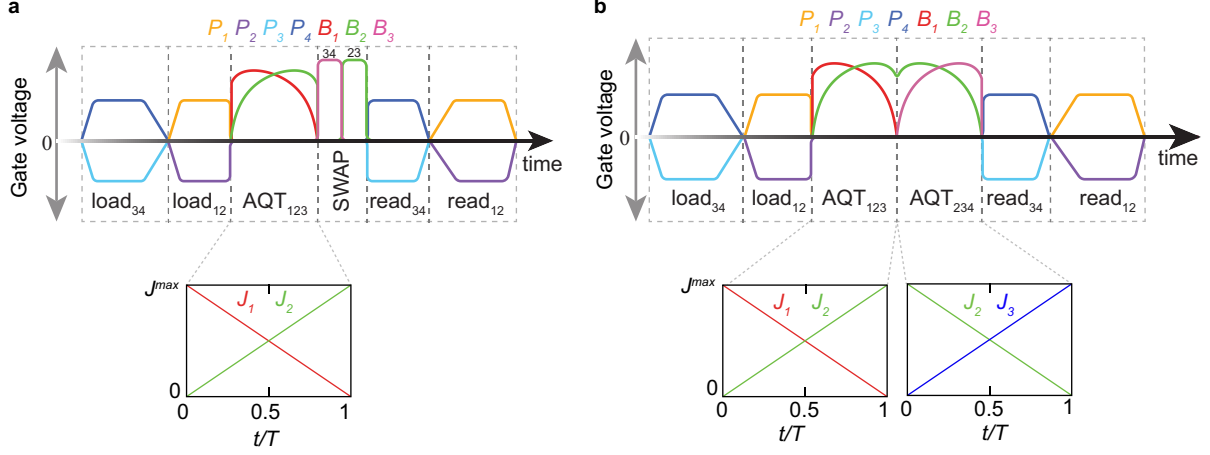 a
P₁ P₂ P₃ P₄ B₁ B₂ B₃
34 23
Gate voltage
0
time
load₃₄ load₁₂ AQT₁₂₃ SWAP read₃₄ read₁₂
Jᵐᵃˣ
J₁ J₂
0
0 0.5 1
t/T
b
P₁ P₂ P₃ P₄ B₁ B₂ B₃
Gate voltage
0
time
load₃₄ load₁₂ AQT₁₂₃ AQT₂₃₄ read₃₄ read₁₂
Jᵐᵃˣ
J₁ J₂ J₂ J₃
0
0 0.5 1 0 0.5 1
t/T t/T